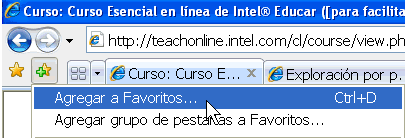 Curso: Curso Esencial en línea de Intel® Educar ([para facilita
http://teachonline.intel.com/cl/course/view.ph
Curso: Curso E... Exploración por p.
Agregar a Favoritos... Ctrl+D
Agregar grupo de pestañas a Favoritos...